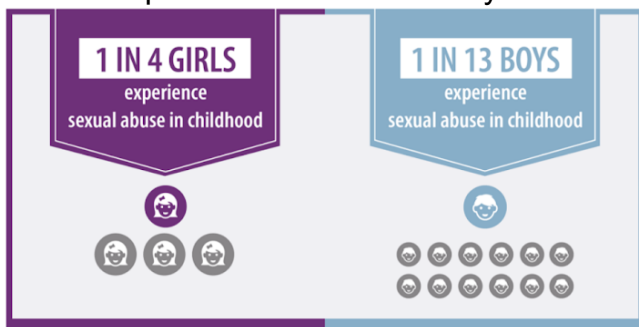 1 IN 4 GIRLS
experience
sexual abuse in childhood
1 IN 13 BOYS
experience
sexual abuse in childhood